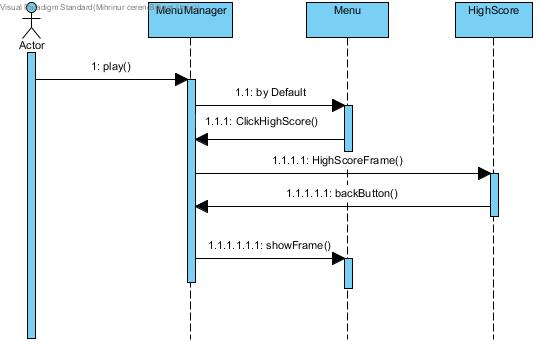 Visual Paradigm Standard(Mihrinur ceren
MenuManager
Menu
HighScore
Actor
1: play()
1.1: by Default
1.1.1: ClickHighScore()
1.1.1.1: HighScoreFrame()
1.1.1.1.1: backButton()
1.1.1.1.1.1: showFrame()